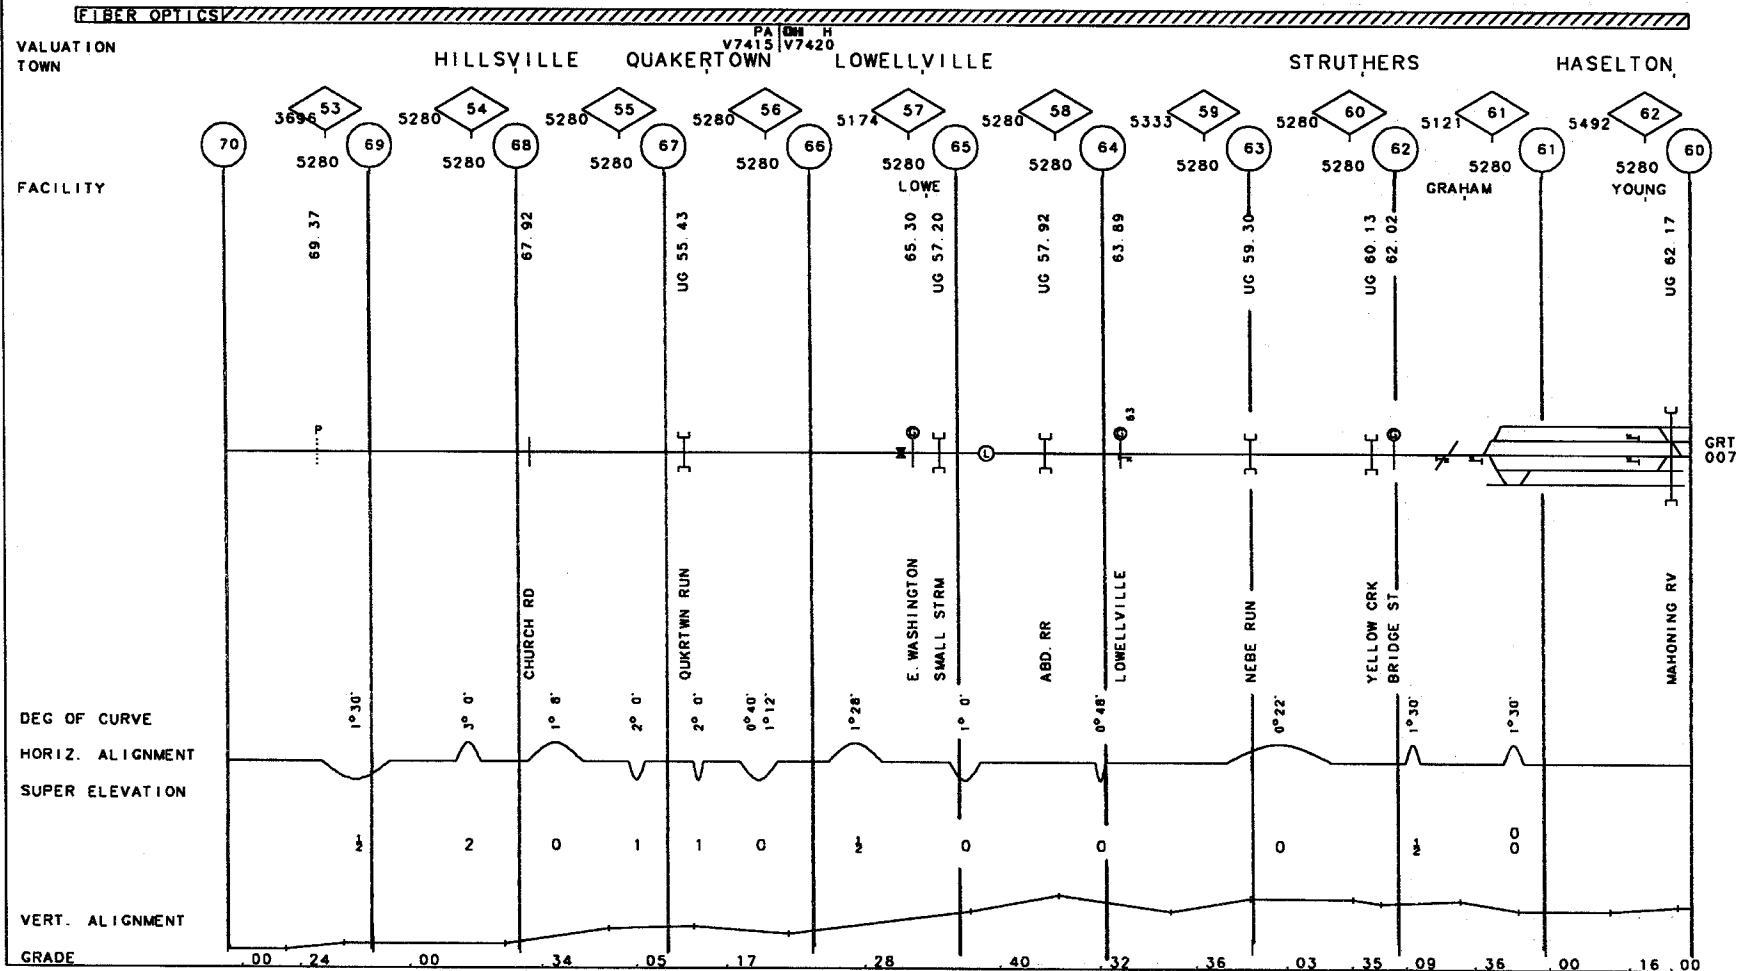 FIBER OPTICS
PA OH H
VALUATION V7415 V7420
TOWN HILLSVILLE QUAKERTOWN LOWELLVILLE STRUTHERS HASELTON
53 54 55 56 57 58 59 60 61 62
3696 5280 5280 5280 5174 5280 5333 5280 5121 5492
70 69 68 67 66 65 64 63 62 61 60
5280 5280 5280 5280 5280 5280 5280 5280 5280 5280
FACILITY LOWE GRAHAM YOUNG
69.37
67.92
UG 55.43
65.30
UG 57.20
UG 57.92
63.89
UG 59.30
UG 60.13
62.02
UG 62.17
P
L
63
GRT
007
CHURCH RD
QUKRTWN RUN
E. WASHINGTON
SMALL STRM
ABD. RR
LOWELLVILLE
NEBE RUN
YELLOW CRK
BRIDGE ST
MAHONING RV
DEG OF CURVE 1°30' 3° 0' 1° 8' 2° 0' 2° 0' 0°40' 1°12' 1°28' 1° 0' 0°48' 0°22' 1°30' 1°30'
HORIZ. ALIGNMENT
SUPER ELEVATION
½ 2 0 1 1 0 ½ 0 0 0 ½ 0 0
VERT. ALIGNMENT
GRADE .00 .24 .00 .34 .05 .17 .28 .40 .32 .36 .03 .35 .09 .36 .00 .16 .00